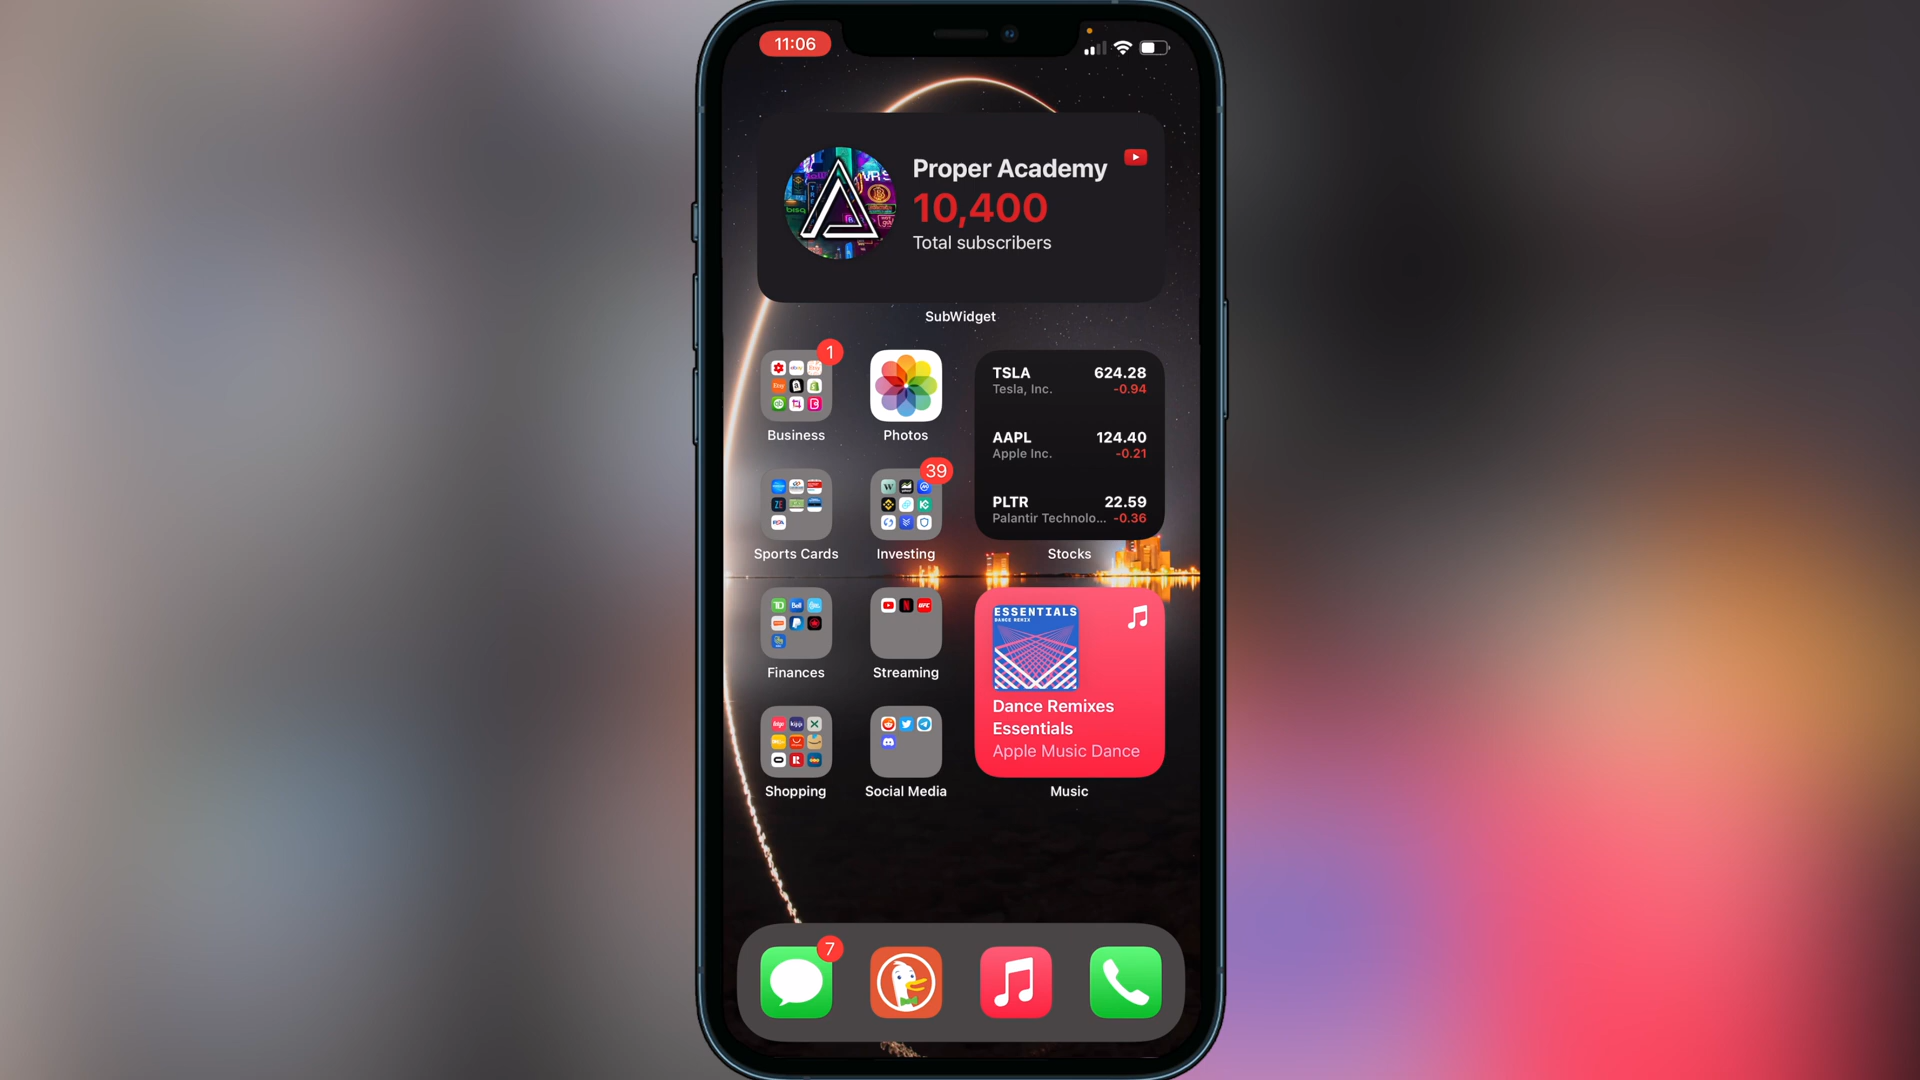 11:06
Proper Academy
10,400
Total subscribers
SubWidget
1
Business
Photos
TSLA 624.28
Tesla, Inc. -0.94
AAPL 124.40
Apple Inc. -0.21
PLTR 22.59
Palantir Technolo... -0.36
Stocks
Sports Cards
39
Investing
Finances
Streaming
ESSENTIALS
DANCE REMIX
Dance Remixes
Essentials
Apple Music Dance
Music
Shopping
Social Media
7